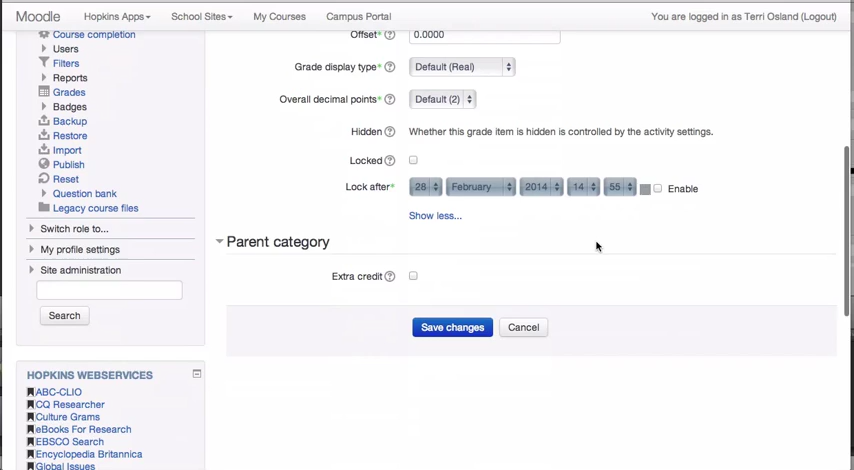 Moodle Hopkins Apps School Sites My Courses Campus Portal You are logged in as Terri Osland (Logout)
Course completion
Users
Filters
Reports
Grades
Badges
Backup
Restore
Import
Publish
Reset
Question bank
Legacy course files
Switch role to...
My profile settings
Site administration
Search
HOPKINS WEBSERVICES
ABC-CLIO
CQ Researcher
Culture Grams
eBooks For Research
EBSCO Search
Encyclopedia Britannica
Global Issues
Offset* 0.0000
Grade display type* Default (Real)
Overall decimal points* Default (2)
Hidden Whether this grade item is hidden is controlled by the activity settings.
Locked
Lock after* 28 February 2014 14 55 Enable
Show less...
Parent category
Extra credit
Save changes Cancel